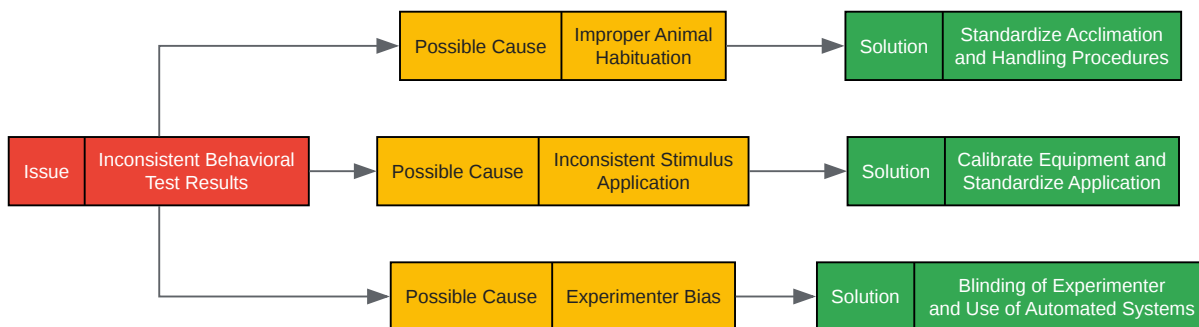 Possible Cause
Improper Animal
Habituation
Solution
Standardize Acclimation
and Handling Procedures
Issue
Inconsistent Behavioral
Test Results
Possible Cause
Inconsistent Stimulus
Application
Solution
Calibrate Equipment and
Standardize Application
Possible Cause
Experimenter Bias
Solution
Blinding of Experimenter
and Use of Automated Systems